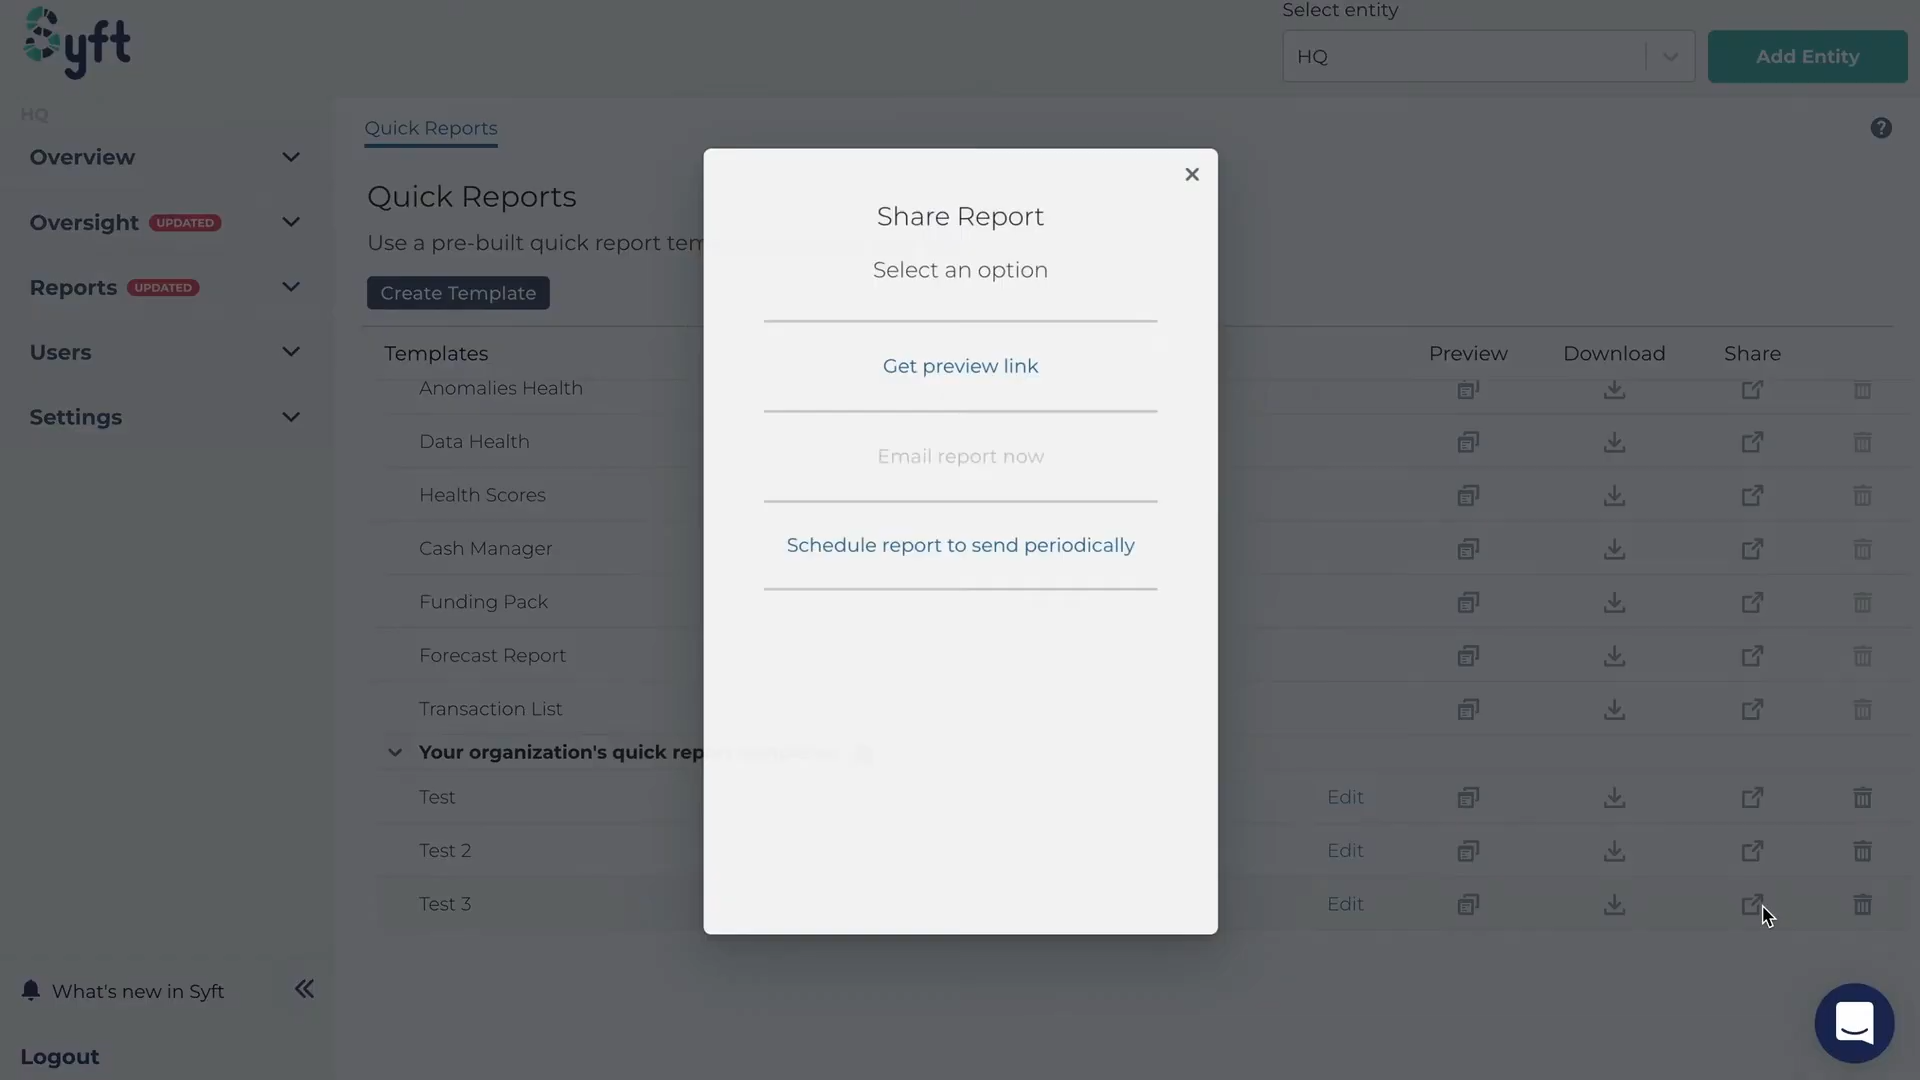 Syft
Select entity
HQ
Add Entity
HQ
Overview
Oversight UPDATED
Reports UPDATED
Users
Settings
What's new in Syft
Logout
Quick Reports
?
Quick Reports
Use a pre-built quick report
Create Template
Templates
Preview
Download
Share
Anomalies Health
Data Health
Health Scores
Cash Manager
Funding Pack
Forecast Report
Transaction List
Your organization's quick
Test
Edit
Test 2
Edit
Test 3
Edit
Share Report
Select an option
Get preview link
Email report now
Schedule report to send periodically